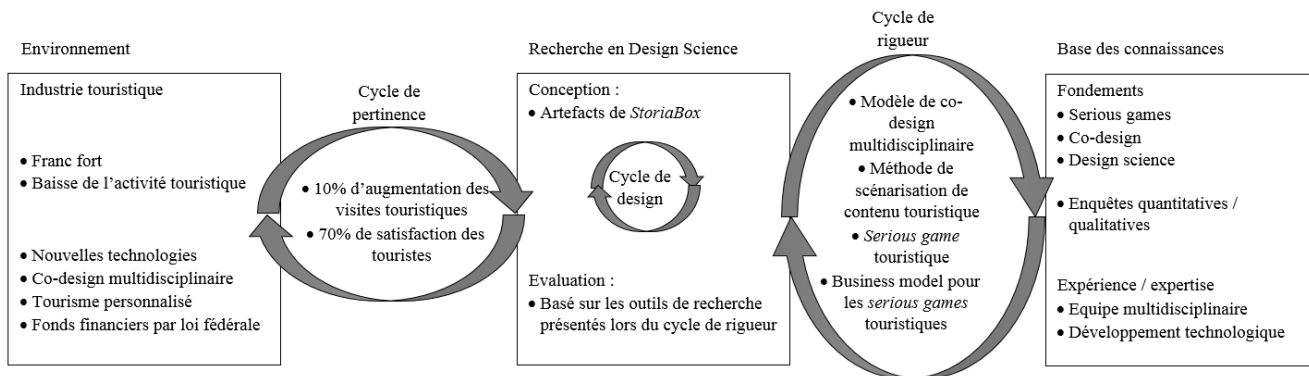 Environnement
Industrie touristique
• Franc fort
• Baisse de l’activité touristique
• Nouvelles technologies
• Co-design multidisciplinaire
• Tourisme personnalisé
• Fonds financiers par loi fédérale
Cycle de
pertinence
• 10% d’augmentation des
visites touristiques
• 70% de satisfaction des
touristes
Recherche en Design Science
Conception :
• Artefacts de StoriaBox
Cycle de
design
Evaluation :
• Basé sur les outils de recherche
présentés lors du cycle de rigueur
Cycle de
rigueur
• Modèle de co-
design
multidisciplinaire
• Méthode de
scénarisation de
contenu touristique
• Serious game
touristique
• Business model pour
les serious games
touristiques
Base des connaissances
Fondements
• Serious games
• Co-design
• Design science
• Enquêtes quantitatives /
qualitatives
Expérience / expertise
• Equipe multidisciplinaire
• Développement technologique